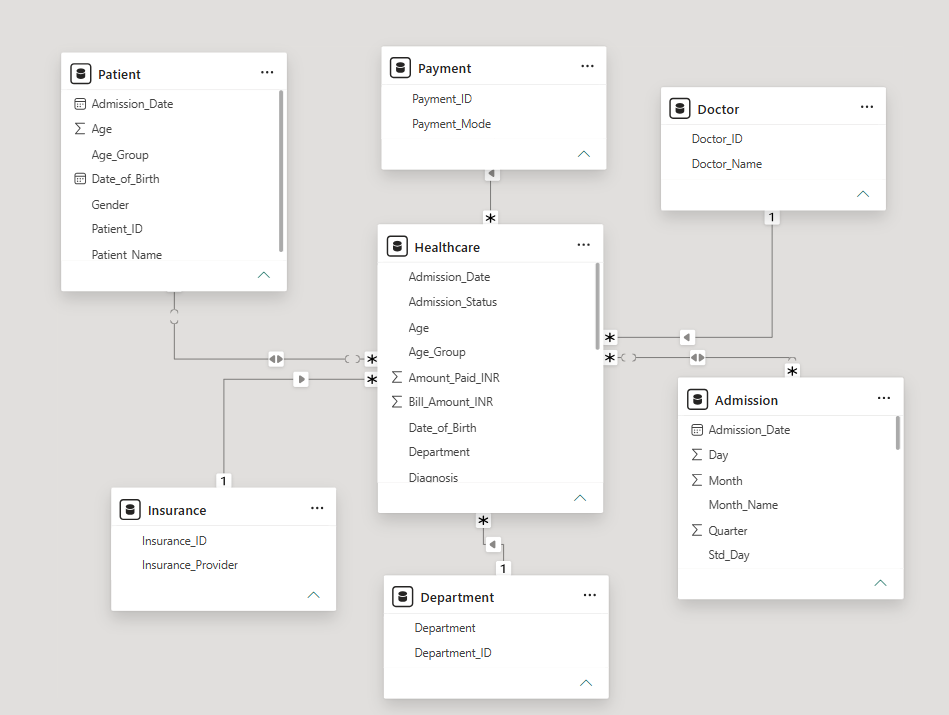 Patient
Admission_Date
Age
Age_Group
Date_of_Birth
Gender
Patient_ID
Patient_Name
Payment
Payment_ID
Payment_Mode
*
Doctor
Doctor_ID
Doctor_Name
1
Healthcare
Admission_Date
Admission_Status
Age
Age_Group
Amount_Paid_INR
Bill_Amount_INR
Date_of_Birth
Department
Diagnosis
*
*
*
*
*
Admission
Admission_Date
Day
Month
Month_Name
Quarter
Std_Day
1
Insurance
Insurance_ID
Insurance_Provider
*
1
Department
Department
Department_ID